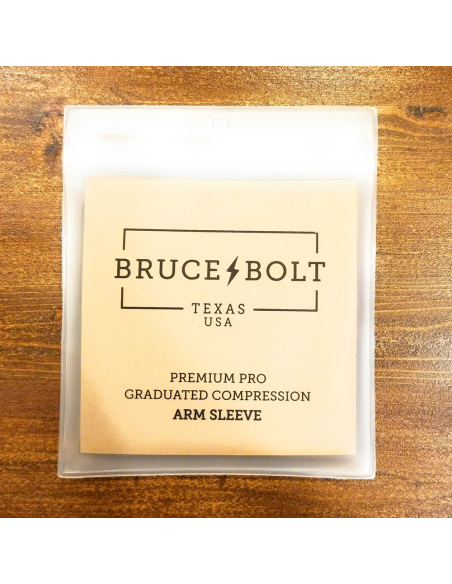 BRUCE BOLT
TEXAS
USA
PREMIUM PRO
GRADUATED COMPRESSION
ARM SLEEVE